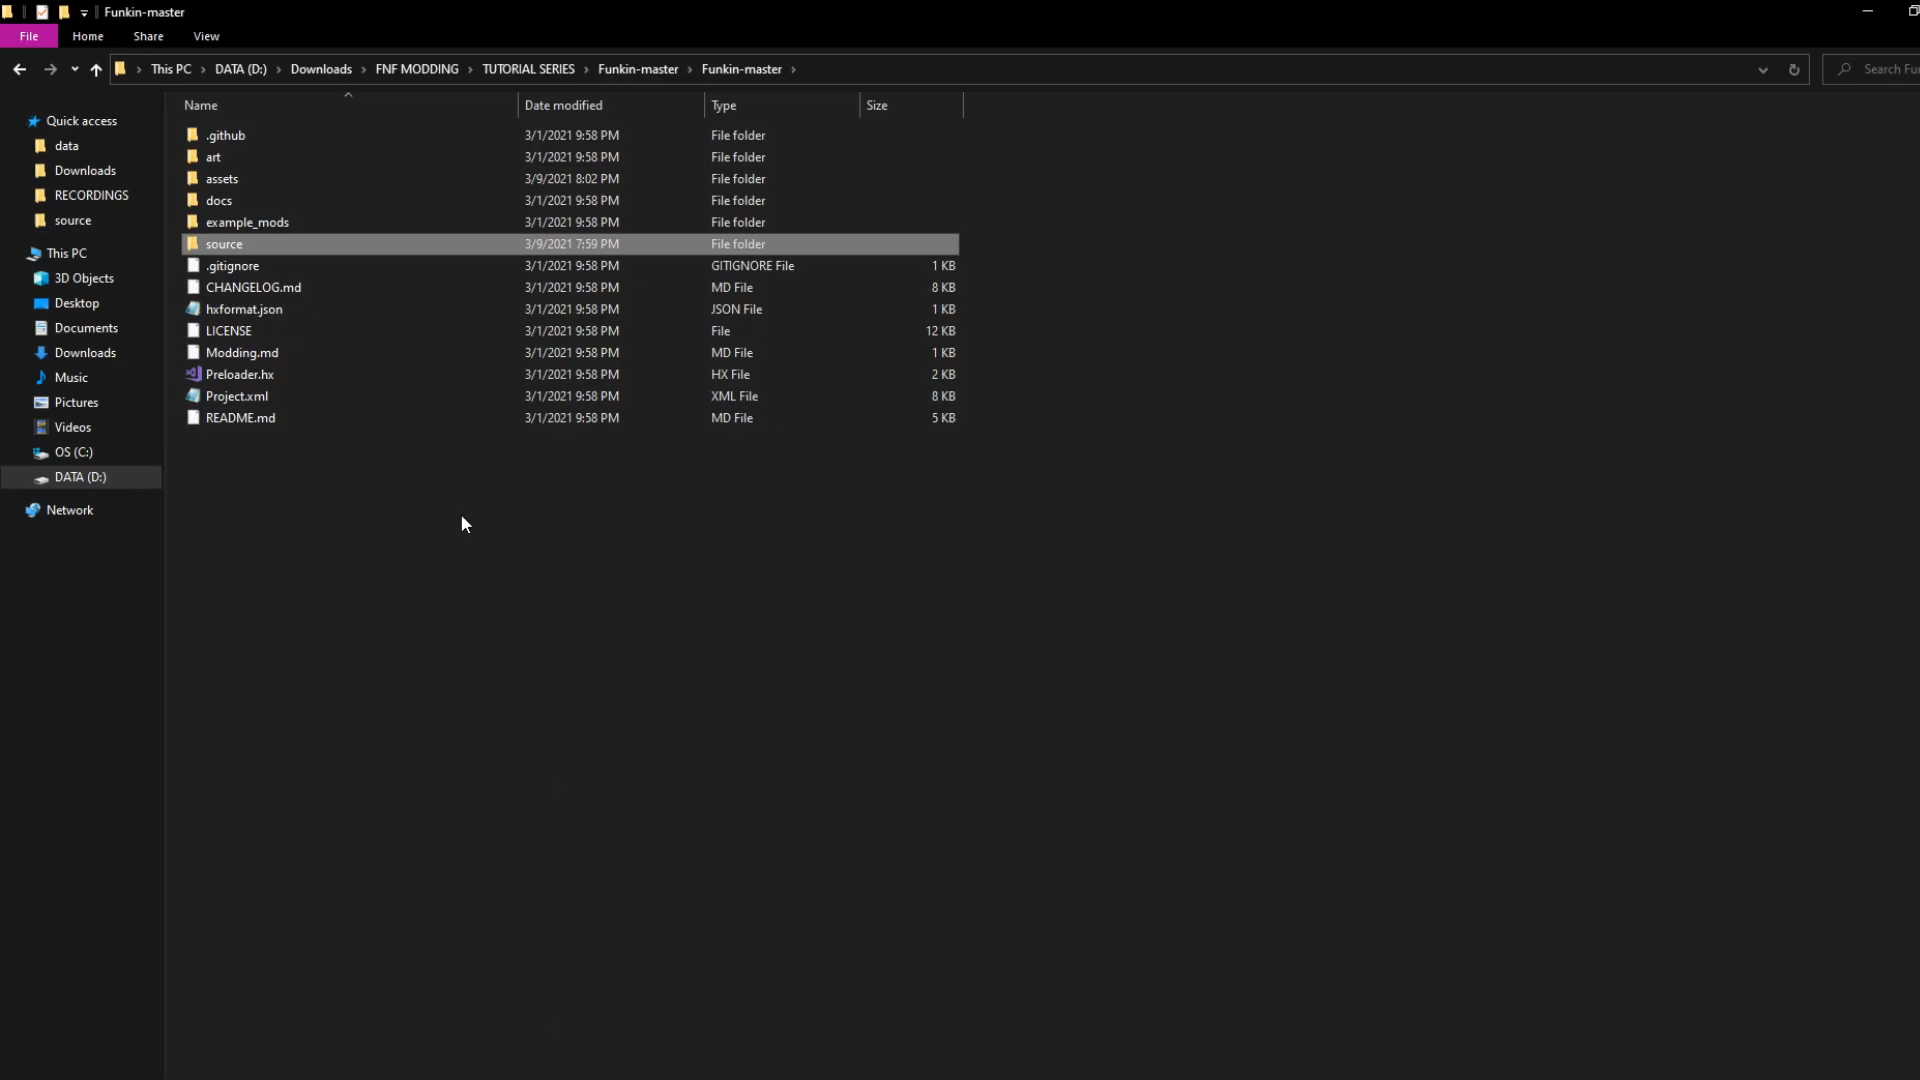 Funkin-master
File Home Share View
This PC DATA (D:) Downloads FNF MODDING TUTORIAL SERIES Funkin-master Funkin-master
Search Fu
Name Date modified Type Size
Quick access
data
Downloads
RECORDINGS
source
This PC
3D Objects
Desktop
Documents
Downloads
Music
Pictures
Videos
OS (C:)
DATA (D:)
Network
.github 3/1/2021 9:58 PM File folder
art 3/1/2021 9:58 PM File folder
assets 3/9/2021 8:02 PM File folder
docs 3/1/2021 9:58 PM File folder
example_mods 3/1/2021 9:58 PM File folder
source 3/9/2021 7:59 PM File folder
.gitignore 3/1/2021 9:58 PM GITIGNORE File 1 KB
CHANGELOG.md 3/1/2021 9:58 PM MD File 8 KB
hxformat.json 3/1/2021 9:58 PM JSON File 1 KB
LICENSE 3/1/2021 9:58 PM File 12 KB
Modding.md 3/1/2021 9:58 PM MD File 1 KB
Preloader.hx 3/1/2021 9:58 PM HX File 2 KB
Project.xml 3/1/2021 9:58 PM XML File 8 KB
README.md 3/1/2021 9:58 PM MD File 5 KB